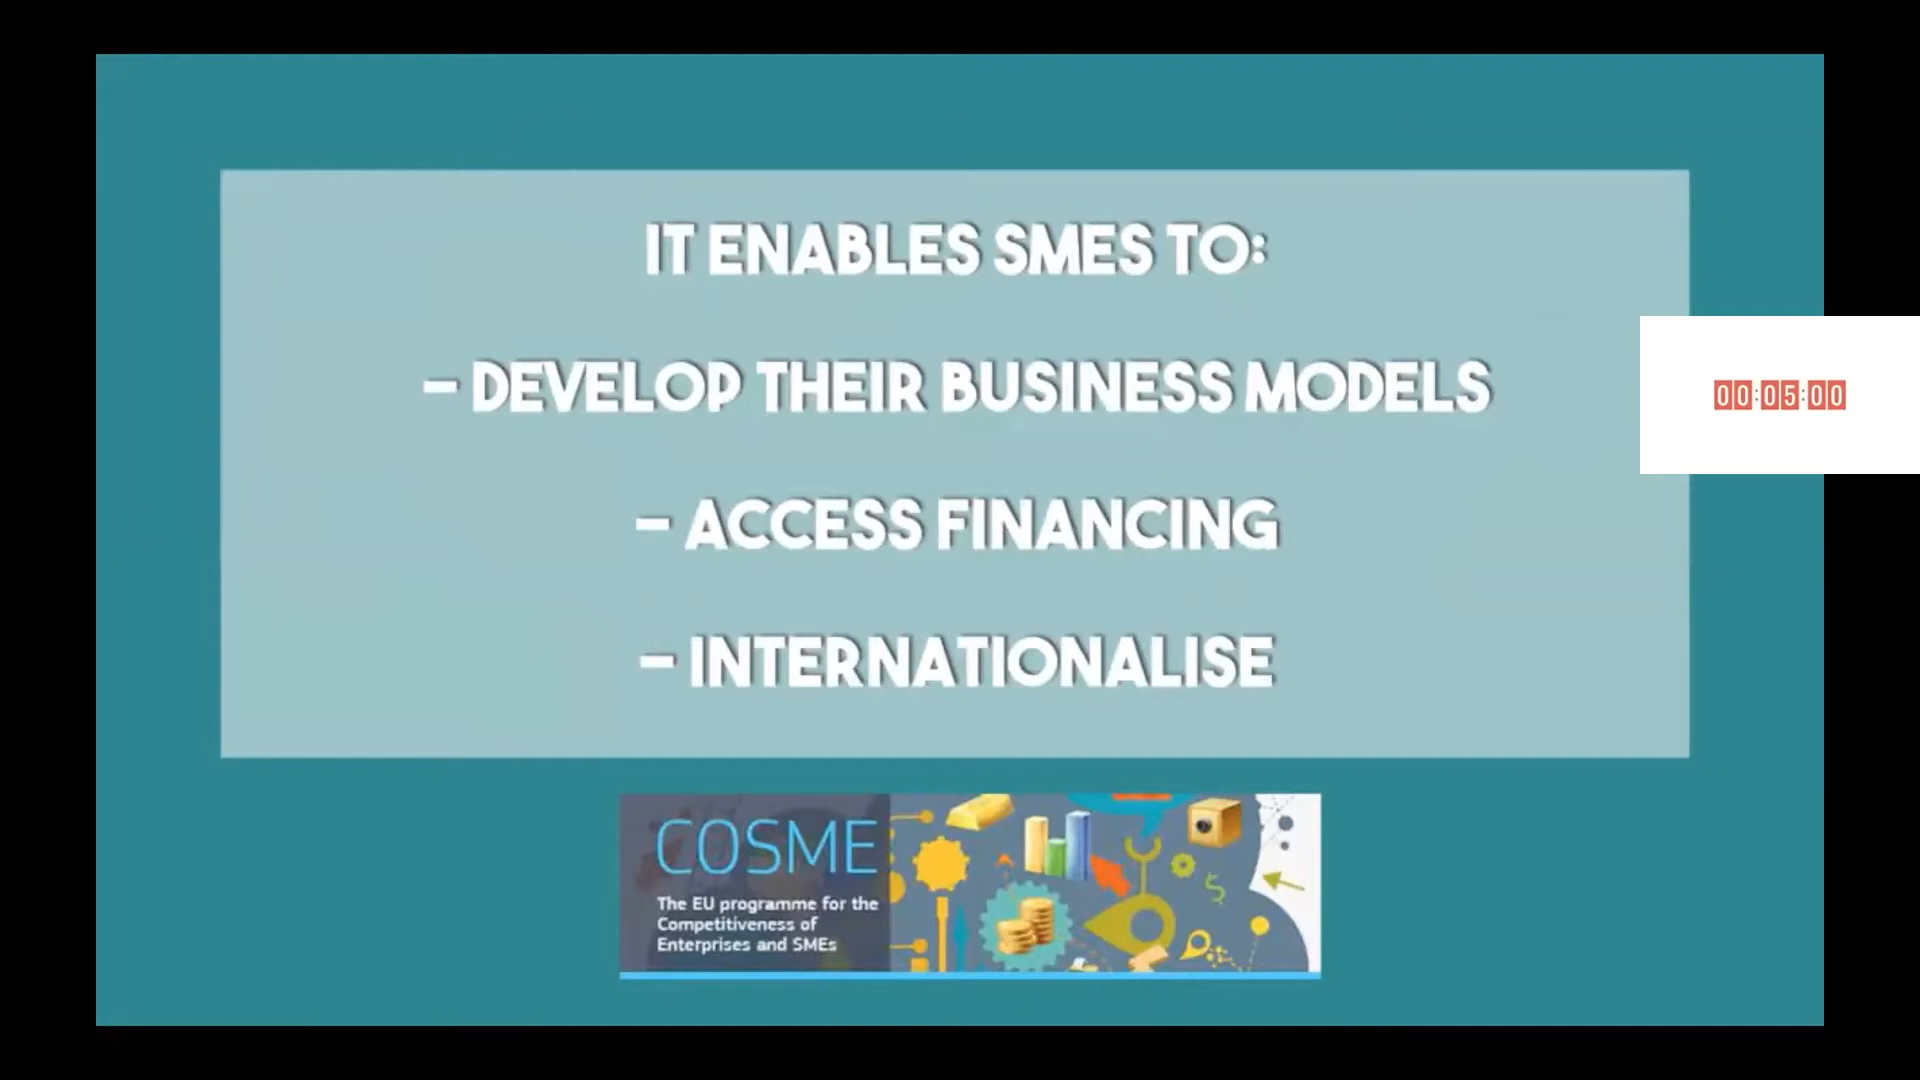 IT ENABLES SMES TO:
- DEVELOP THEIR BUSINESS MODELS
00:05:00
- ACCESS FINANCING
- INTERNATIONALISE
COSME
The EU programme for the
Competitiveness of
Enterprises and SMEs